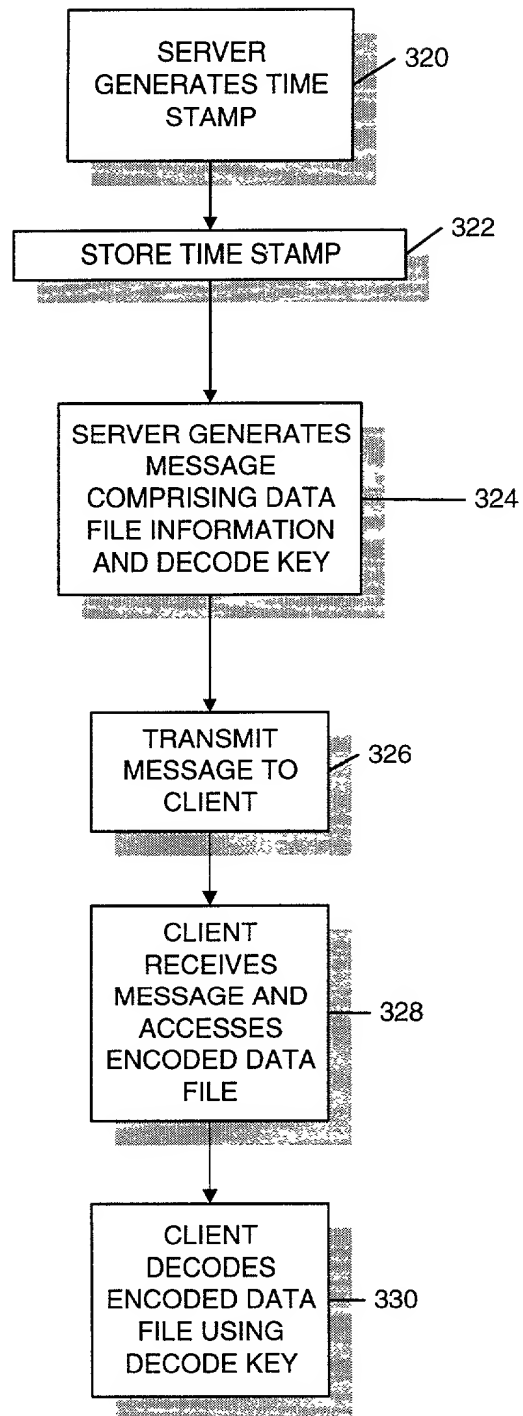 SERVER
GENERATES TIME
STAMP
320
STORE TIME STAMP
322
SERVER GENERATES
MESSAGE
COMPRISING DATA
FILE INFORMATION
AND DECODE KEY
324
TRANSMIT
MESSAGE TO
CLIENT
326
CLIENT
RECEIVES
MESSAGE AND
ACCESSES
ENCODED DATA
FILE
328
CLIENT
DECODES
ENCODED DATA
FILE USING
DECODE KEY
330